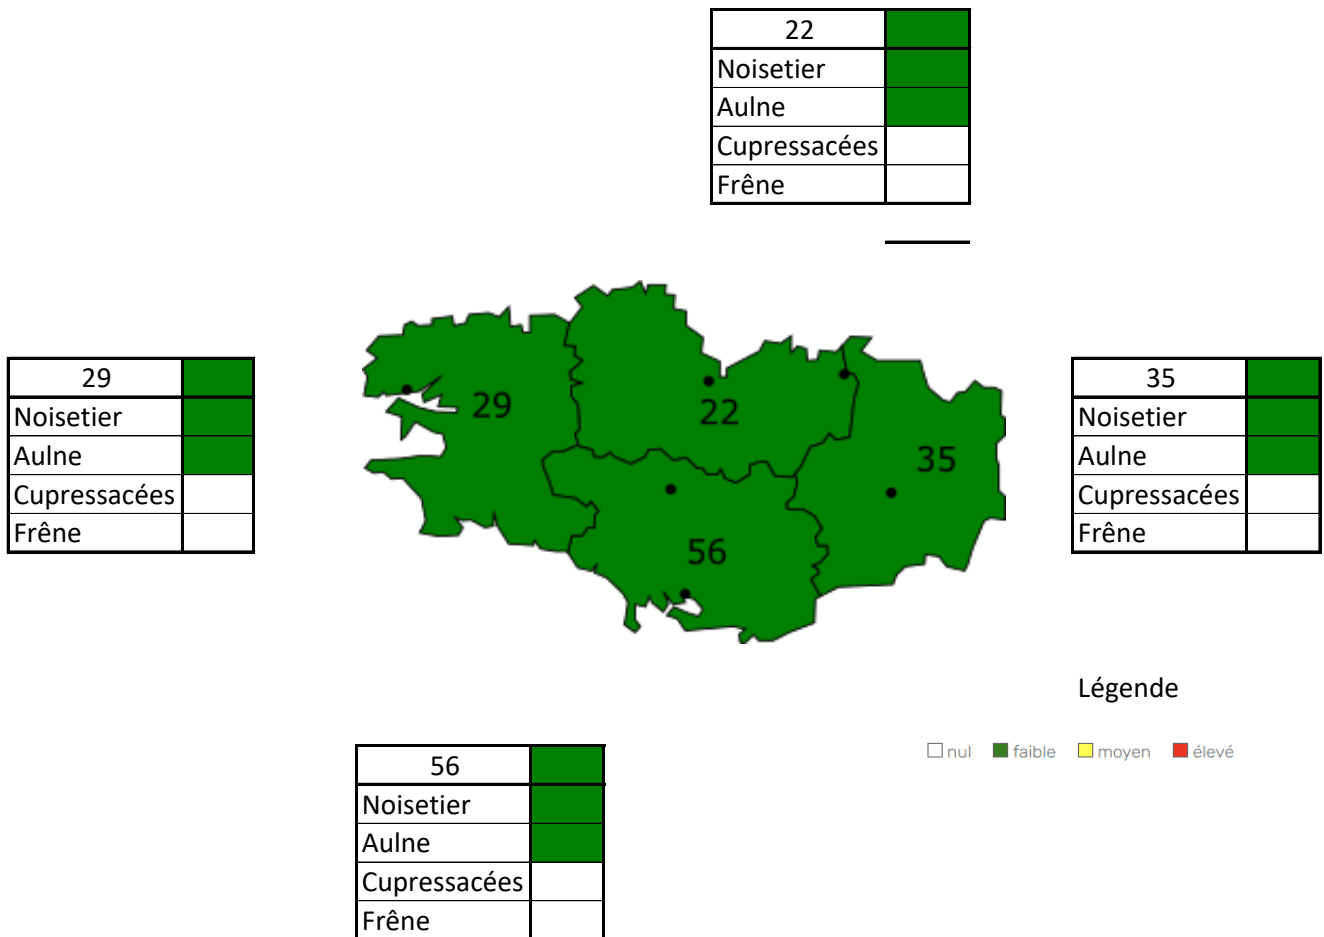 22
Noisetier
Aulne
Cupressacées
Frêne
29
Noisetier
Aulne
Cupressacées
Frêne
29
22
35
56
35
Noisetier
Aulne
Cupressacées
Frêne
Légende
nul faible moyen élevé
56
Noisetier
Aulne
Cupressacées
Frêne